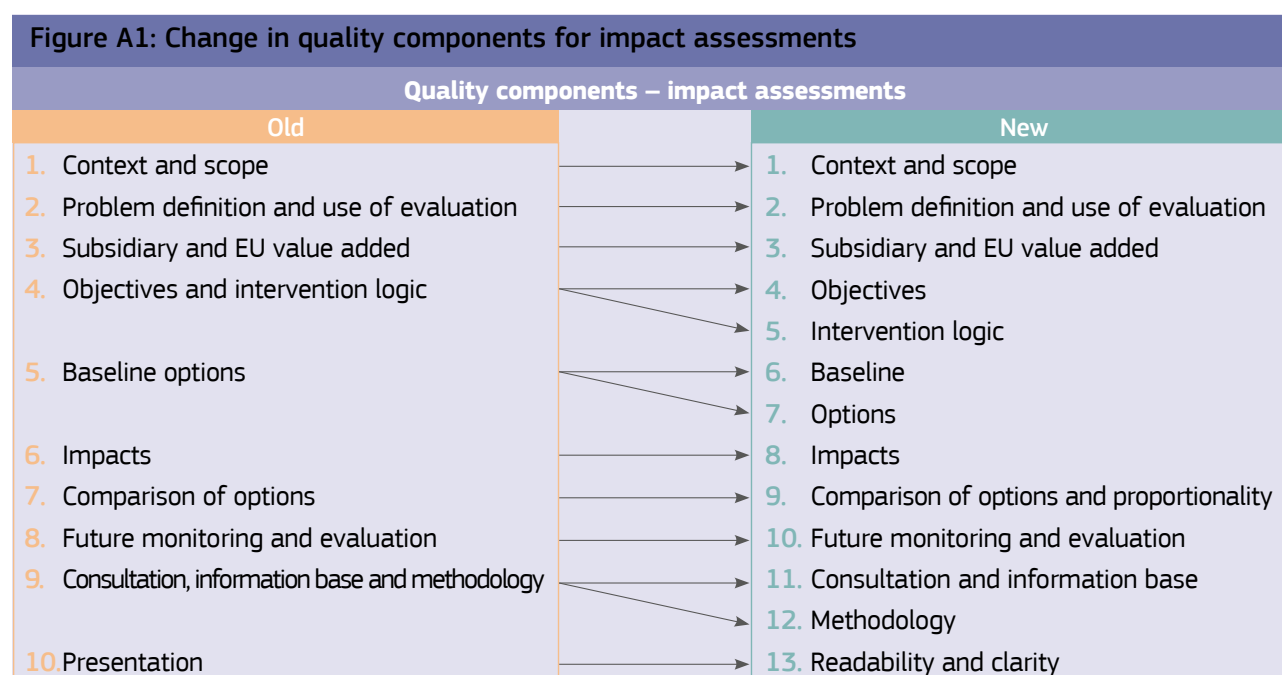 Figure A1: Change in quality components for impact assessments
Quality components – impact assessments
Old
New
1. Context and scope
1. Context and scope
2. Problem definition and use of evaluation
2. Problem definition and use of evaluation
3. Subsidiary and EU value added
3. Subsidiary and EU value added
4. Objectives and intervention logic
4. Objectives
5. Intervention logic
5. Baseline options
6. Baseline
7. Options
6. Impacts
8. Impacts
7. Comparison of options
9. Comparison of options and proportionality
8. Future monitoring and evaluation
10. Future monitoring and evaluation
9. Consultation, information base and methodology
11. Consultation and information base
12. Methodology
10. Presentation
13. Readability and clarity